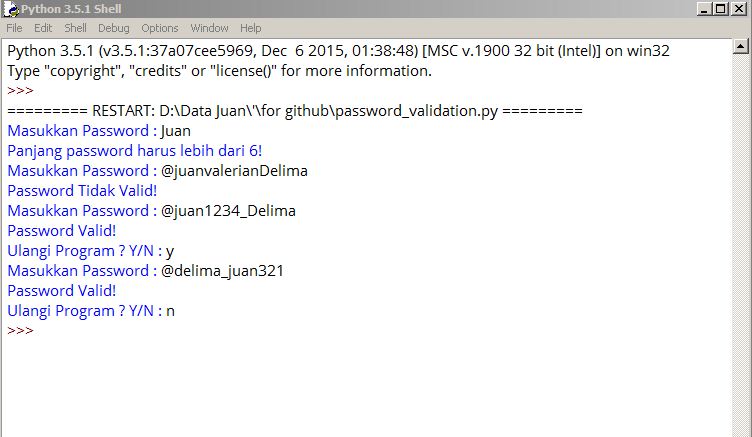 Python 3.5.1 Shell
File Edit Shell Debug Options Window Help
Python 3.5.1 (v3.5.1:37a07cee5969, Dec  6 2015, 01:38:48) [MSC v.1900 32 bit (Intel)] on win32
Type "copyright", "credits" or "license()" for more information.
>>>
========= RESTART: D:\Data Juan\'\for github\password_validation.py =========
Masukkan Password : Juan
Panjang password harus lebih dari 6!
Masukkan Password : @juanvalerianDelima
Password Tidak Valid!
Masukkan Password : @juan1234_Delima
Password Valid!
Ulangi Program ? Y/N : y
Masukkan Password : @delima_juan321
Password Valid!
Ulangi Program ? Y/N : n
>>>